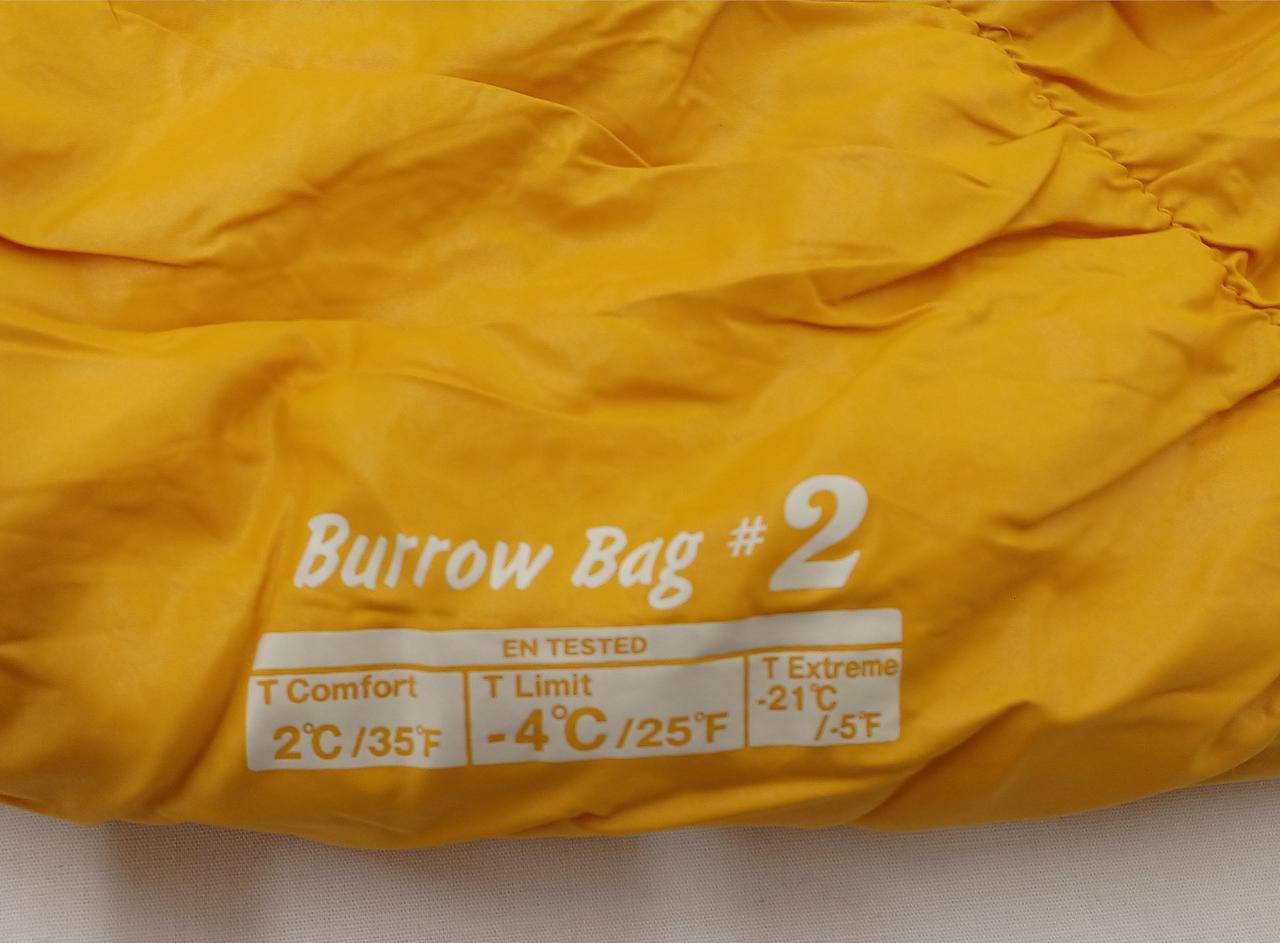 Burrow Bag #2
EN TESTED
T Comfort
2℃/35℉
T Limit
-4℃/25℉
T Extreme
-21℃
/-5℉